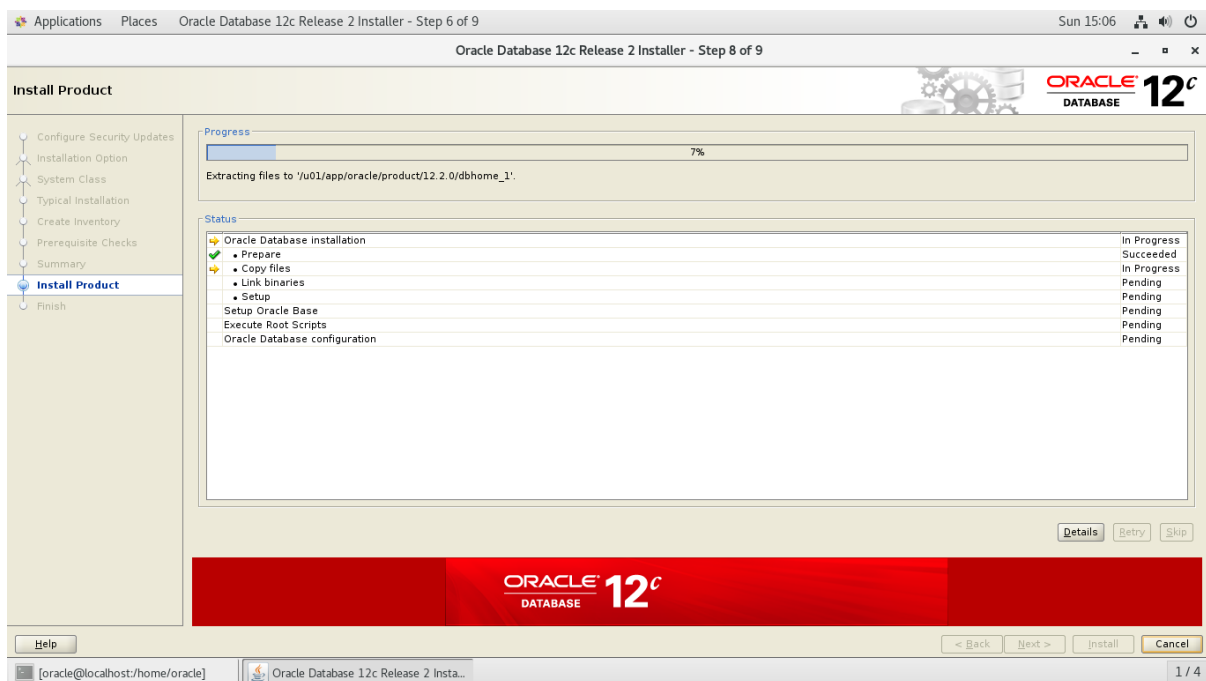 Applications Places Oracle Database 12c Release 2 Installer - Step 6 of 9 Sun 15:06
Oracle Database 12c Release 2 Installer - Step 8 of 9
Install Product
ORACLE 12c
DATABASE
Configure Security Updates
Installation Option
System Class
Typical Installation
Create Inventory
Prerequisite Checks
Summary
Install Product
Finish
Progress
7%
Extracting files to '/u01/app/oracle/product/12.2.0/dbhome_1'.
Status
Oracle Database installation In Progress
• Prepare Succeeded
• Copy files In Progress
• Link binaries Pending
• Setup Pending
Setup Oracle Base Pending
Execute Root Scripts Pending
Oracle Database configuration Pending
Details Retry Skip
ORACLE 12c
DATABASE
Help < Back Next > Install Cancel
[oracle@localhost:/home/oracle] Oracle Database 12c Release 2 Insta... 1 / 4